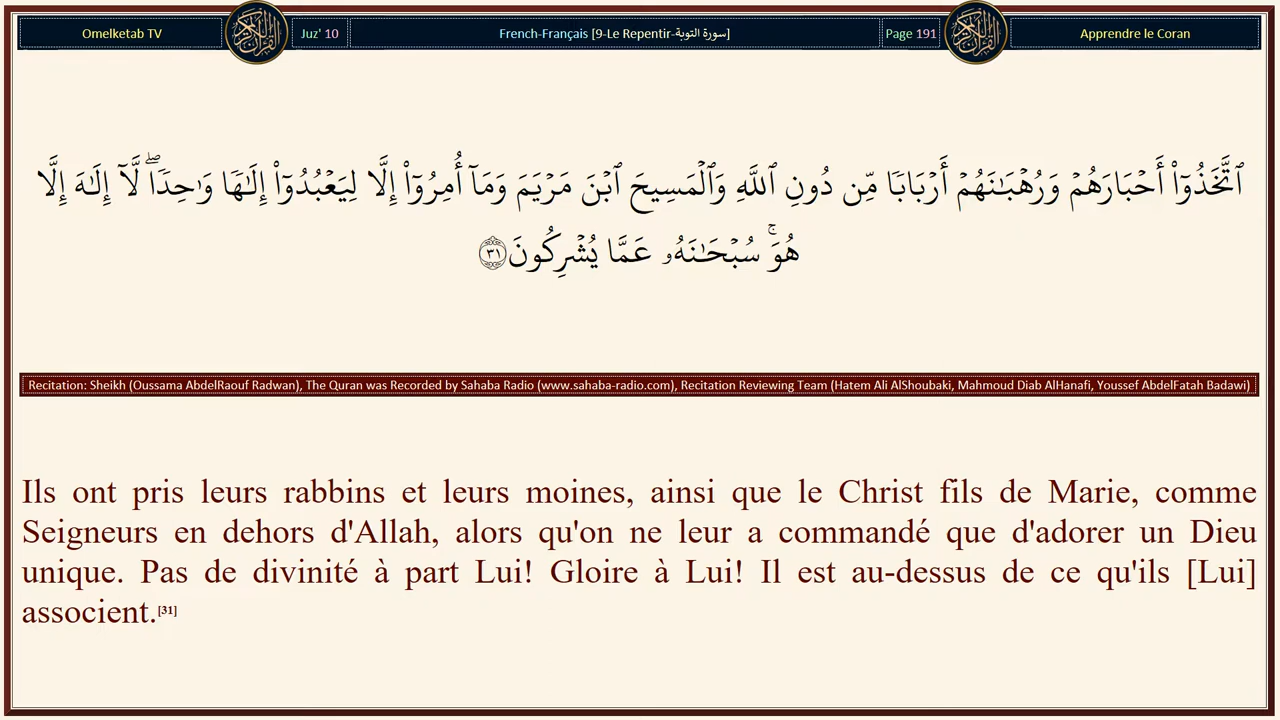 Omelketab TV
Juz' 10
French-Français [9-Le Repentir-سورة التوبة]
Page 191
Apprendre le Coran
ٱتَّخَذُوٓاْ أَحۡبَارَهُمۡ وَرُهۡبَٰنَهُمۡ أَرۡبَابٗا مِّن دُونِ ٱللَّهِ وَٱلۡمَسِيحَ ٱبۡنَ مَرۡيَمَ وَمَآ أُمِرُوٓاْ إِلَّا لِيَعۡبُدُوٓاْ إِلَٰهٗا وَٰحِدٗاۖ لَّآ إِلَٰهَ إِلَّا
هُوَۚ سُبۡحَٰنَهُۥ عَمَّا يُشۡرِكُونَ ٣١
Recitation: Sheikh (Oussama AbdelRaouf Radwan), The Quran was Recorded by Sahaba Radio (www.sahaba-radio.com), Recitation Reviewing Team (Hatem Ali AlShoubaki, Mahmoud Diab AlHanafi, Youssef AbdelFatah Badawi)
Ils ont pris leurs rabbins et leurs moines, ainsi que le Christ fils de Marie, comme
Seigneurs en dehors d'Allah, alors qu'on ne leur a commandé que d'adorer un Dieu
unique. Pas de divinité à part Lui! Gloire à Lui! Il est au-dessus de ce qu'ils [Lui]
associent.[31]